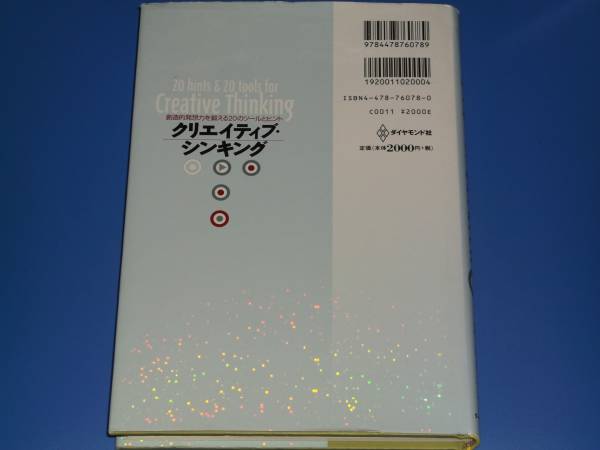 20 hints & 20 tools for
Creative Thinking
創造的発想力を鍛える20のツールとヒント
クリエイティブ・
シンキング
9784478760789
1920011020004
ISBN4-478-76078-0
C0011 ¥2000E
ダイヤモンド社
定価(本体2000円+税)